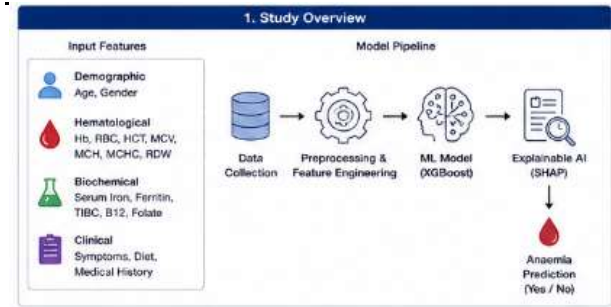 1. Study Overview
Input Features
Demographic
Age, Gender
Hematological
Hb, RBC, HCT, MCV,
MCH, MCHC, RDW
Biochemical
Serum Iron, Ferritin,
TIBC, B12, Folate
Clinical
Symptoms, Diet,
Medical History
Model Pipeline
Data
Collection
Preprocessing &
Feature Engineering
ML Model
(XGBoost)
Explainable AI
(SHAP)
Anaemia
Prediction
(Yes / No)